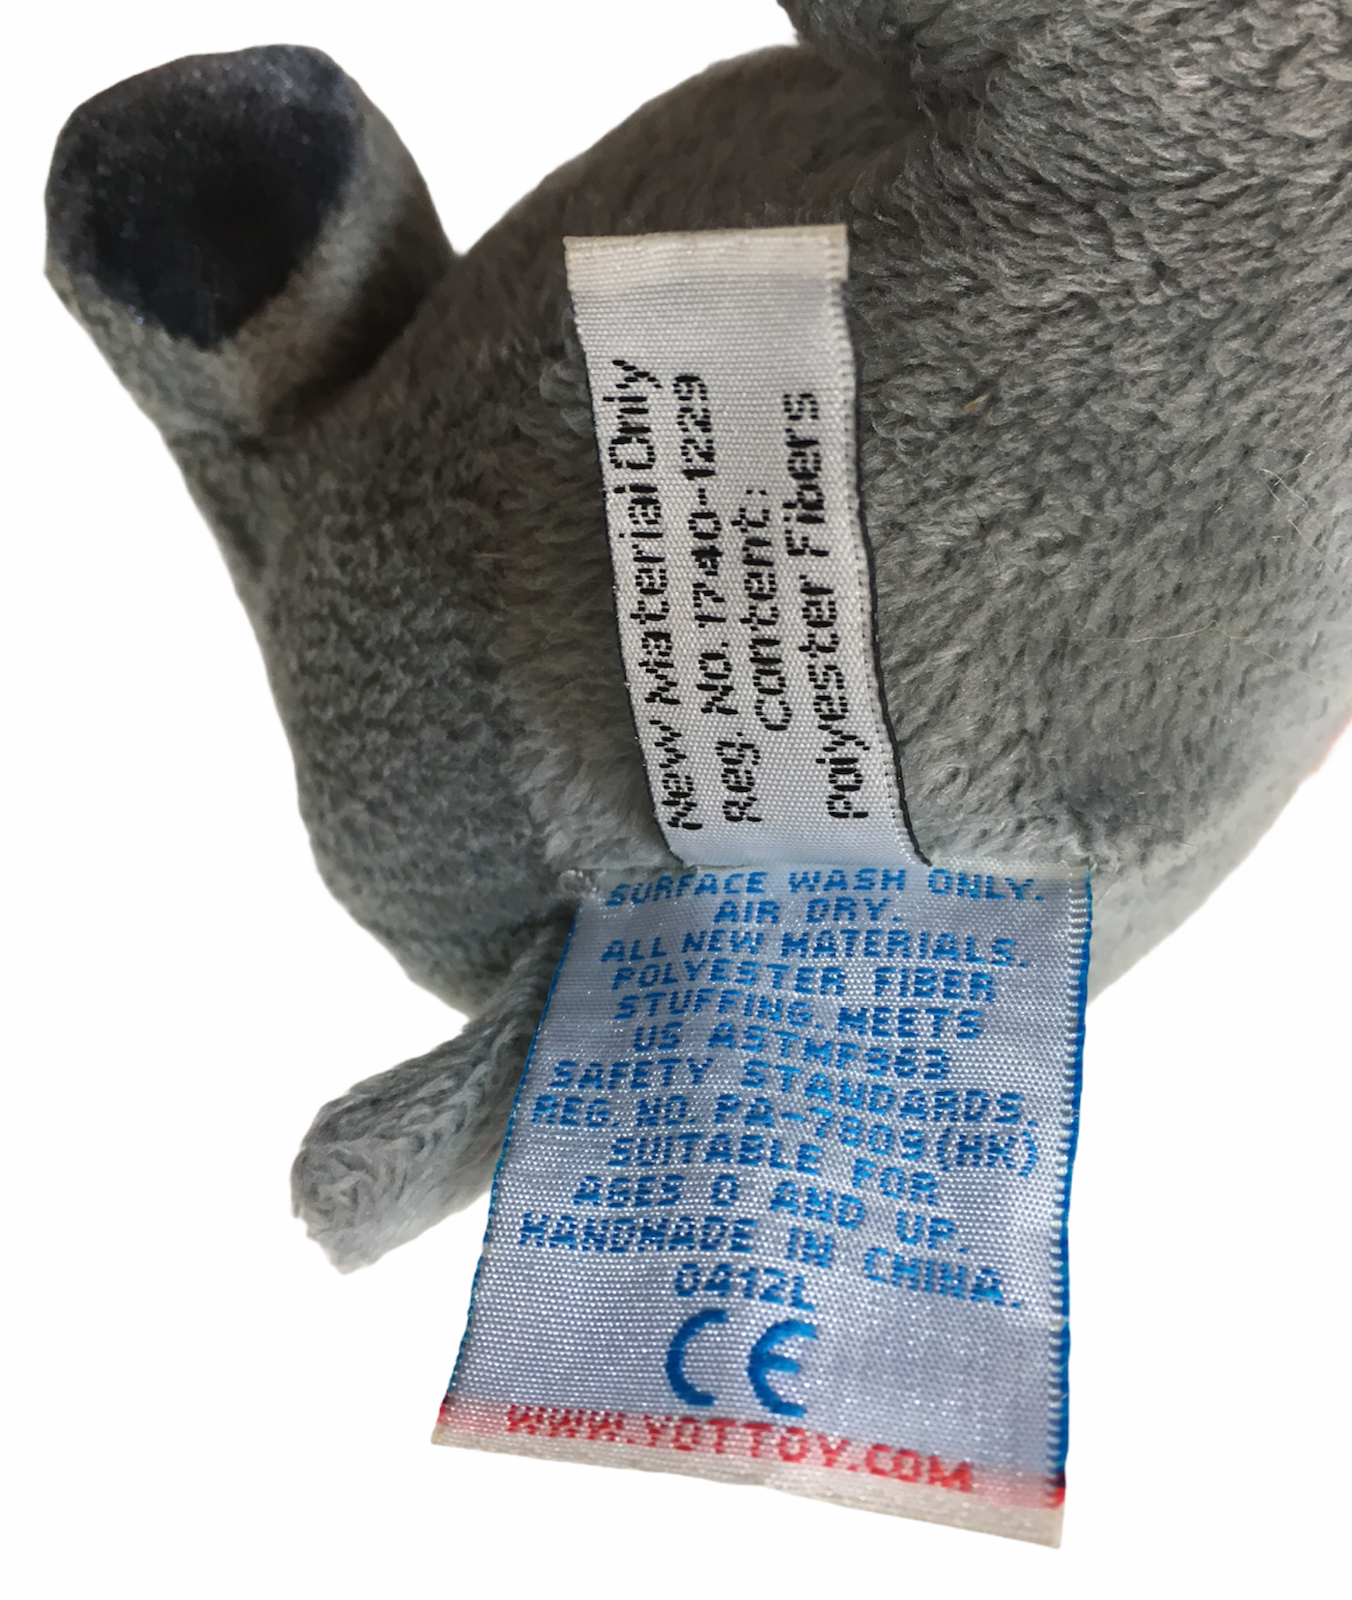 New Material Only
Reg. No. 1740-1229
Content:
Polyester Fibers
SURFACE WASH ONLY.
AIR DRY.
ALL NEW MATERIALS.
POLYESTER FIBER
STUFFING. MEETS
US ASTMF963
SAFETY STANDARDS.
REG. NO. PA-7809(HK)
SUITABLE FOR
AGES 0 AND UP.
HANDMADE IN CHINA.
0412L
CE
WWW.YOTTOY.COM